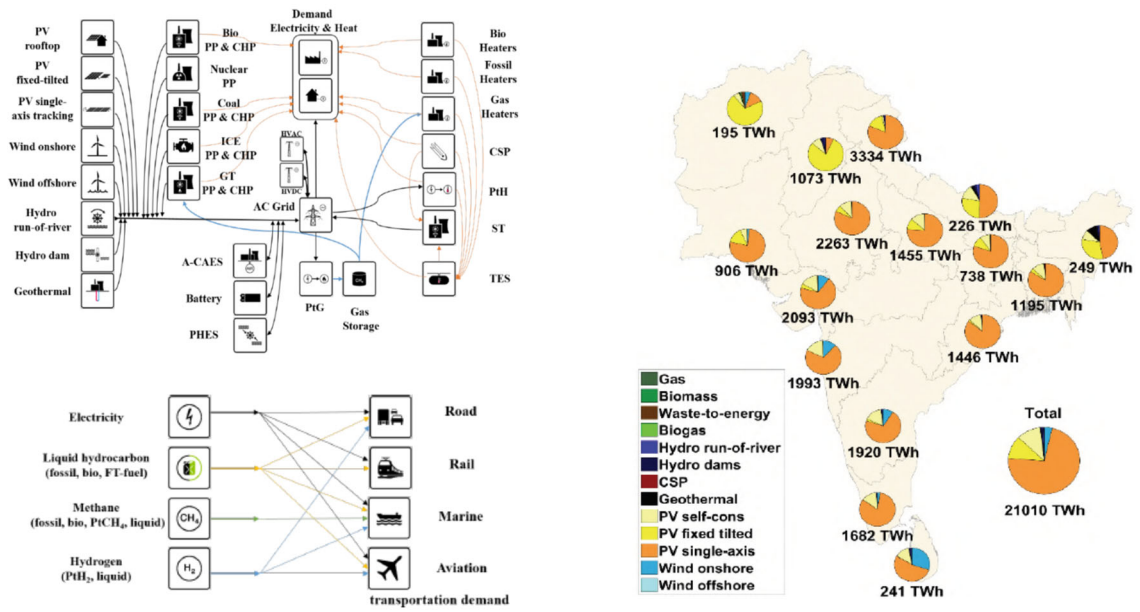 PV
rooftop
PV
fixed-tilted
PV single-
axis tracking
Wind onshore
Wind offshore
Hydro
run-of-river
Hydro dam
Geothermal
Bio
PP & CHP
Nuclear
PP
Coal
PP & CHP
ICE
PP & CHP
GT
PP & CHP
Demand
Electricity & Heat
HVAC
HVDC
AC Grid
A-CAES
Battery
PHES
PtG
Gas
Storage
Bio
Heaters
Fossil
Heaters
Gas
Heaters
CSP
PtH
ST
TES
Electricity
Liquid hydrocarbon
(fossil, bio, FT-fuel)
Methane
(fossil, bio, PtCH₄, liquid)
Hydrogen
(PtH₂, liquid)
CH₄
H₂
Road
Rail
Marine
Aviation
transportation demand
195 TWh
1073 TWh
3334 TWh
2263 TWh
1455 TWh
226 TWh
249 TWh
906 TWh
738 TWh
1195 TWh
2093 TWh
1446 TWh
1993 TWh
1920 TWh
1682 TWh
241 TWh
Total
21010 TWh
Gas
Biomass
Waste-to-energy
Biogas
Hydro run-of-river
Hydro dams
CSP
Geothermal
PV self-cons
PV fixed tilted
PV single-axis
Wind onshore
Wind offshore